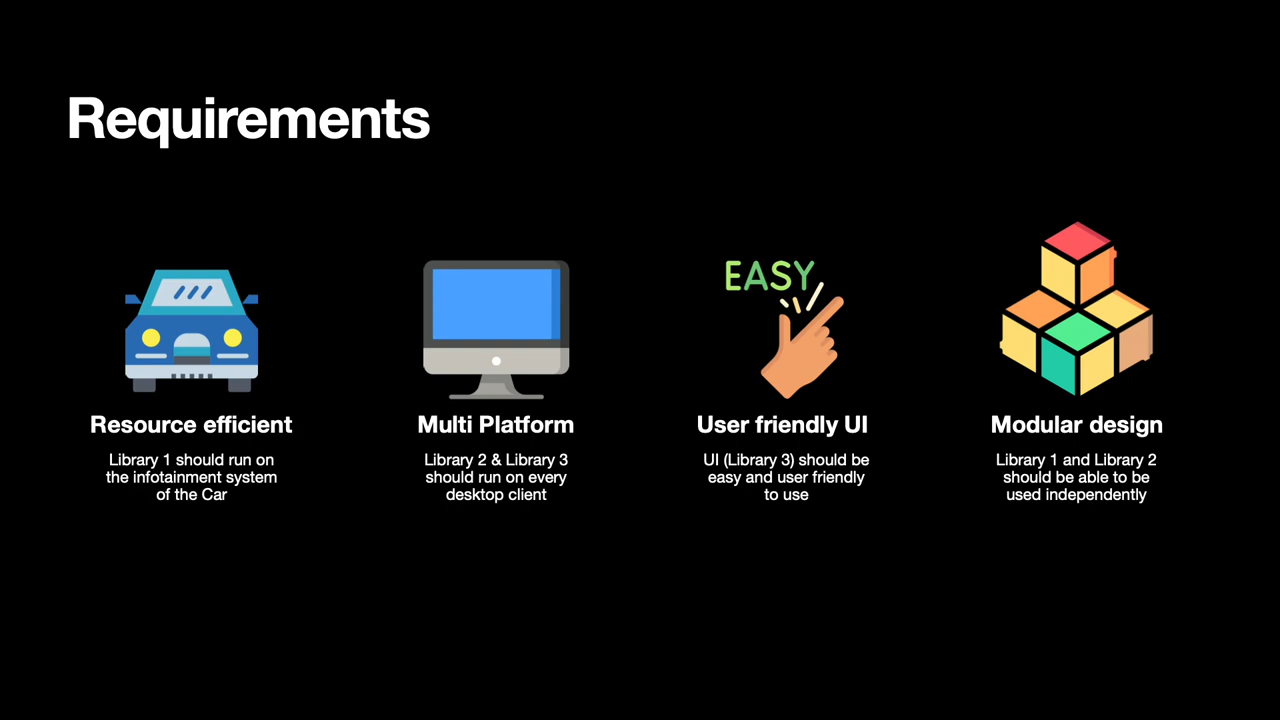 Requirements
EASY
Resource efficient
Library 1 should run on
the infotainment system
of the Car
Multi Platform
Library 2 & Library 3
should run on every
desktop client
User friendly UI
UI (Library 3) should be
easy and user friendly
to use
Modular design
Library 1 and Library 2
should be able to be
used independently